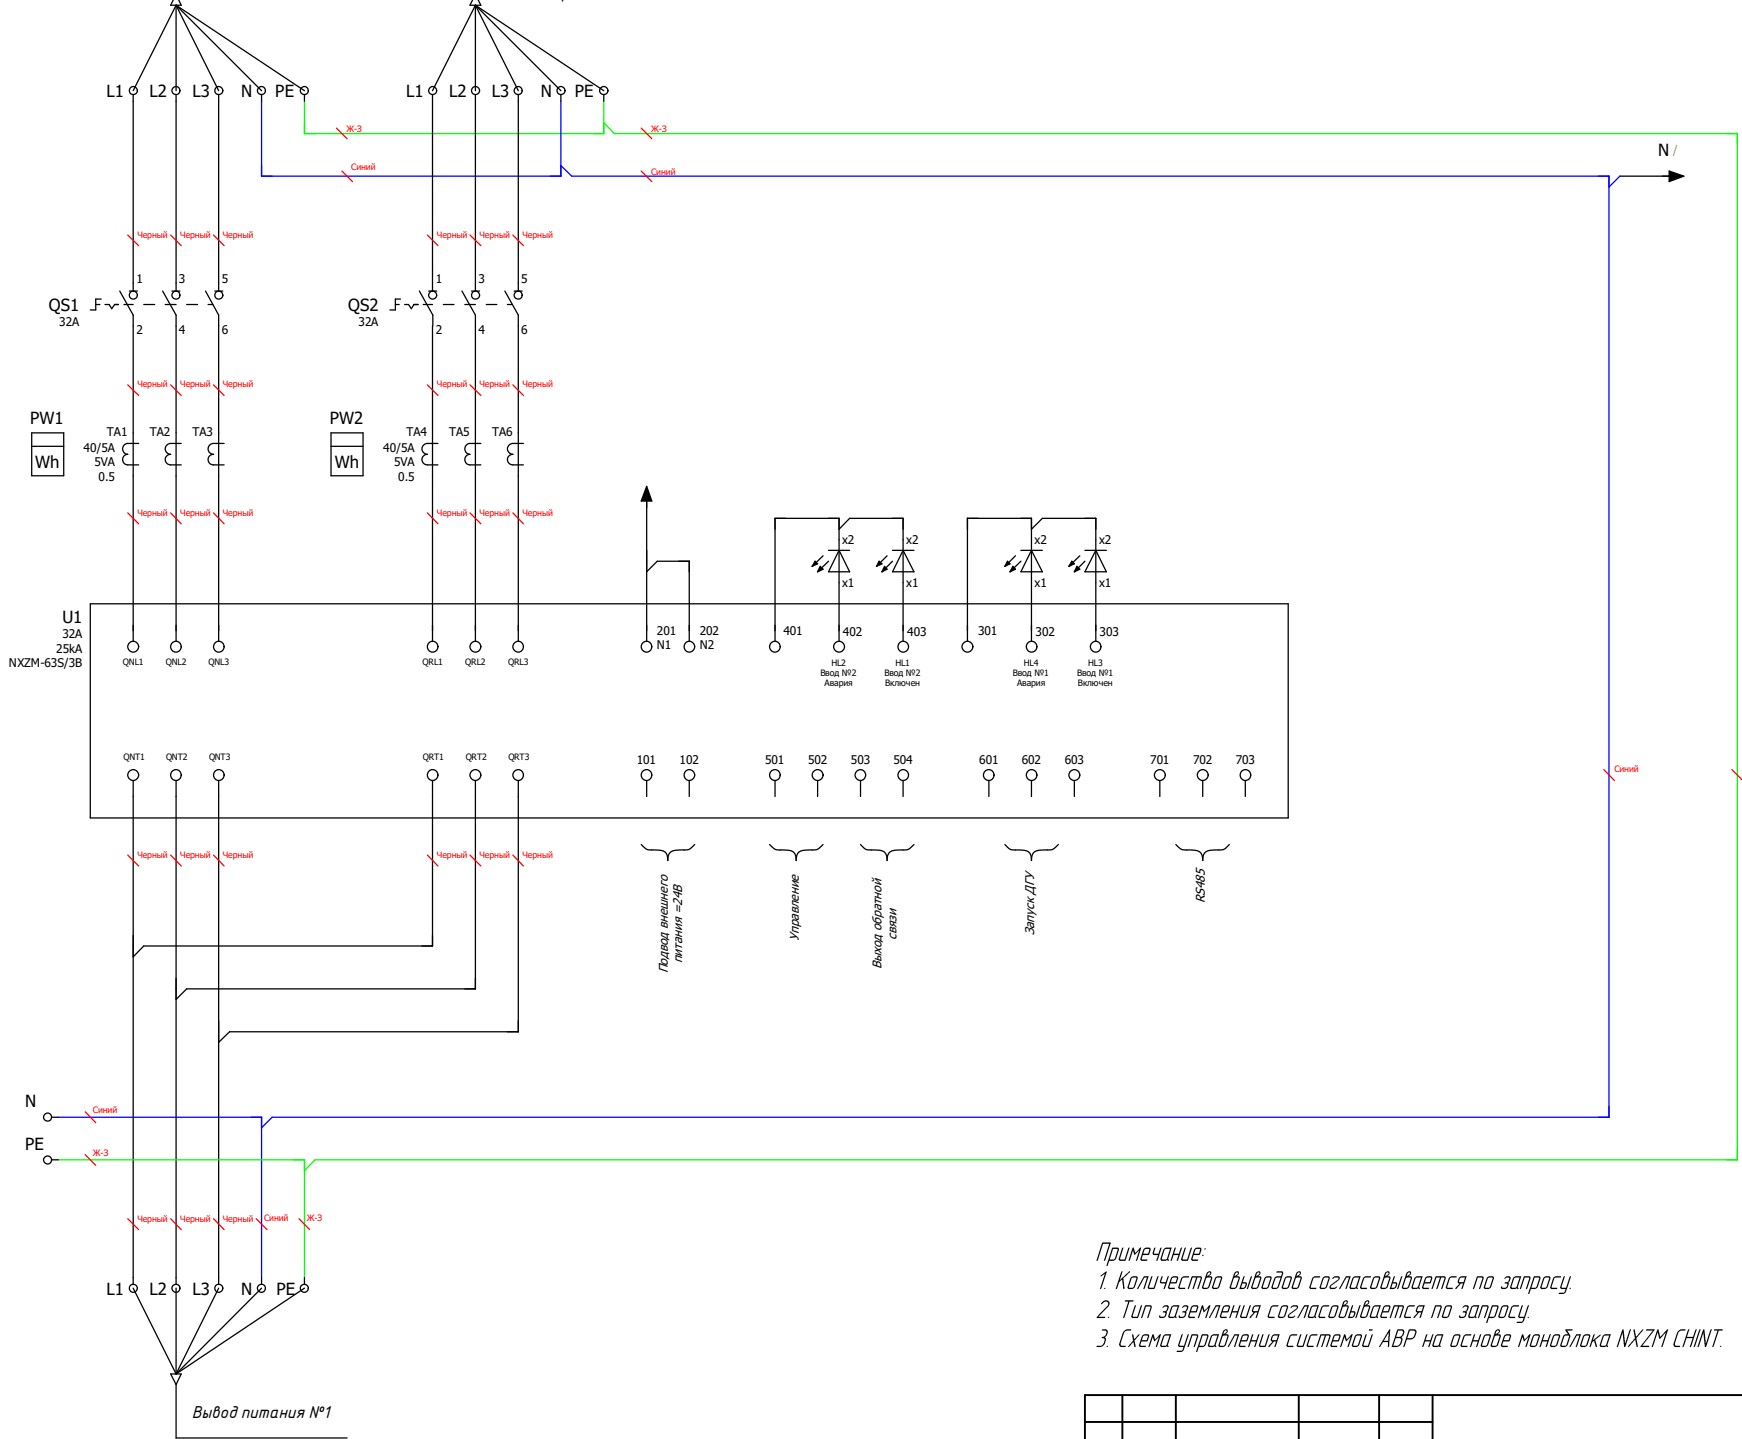 L1 L2 L3 N PE
L1 L2 L3 N PE
Ж-З Ж-З
N /
Синий Синий
Черный Черный Черный Черный Черный Черный
1 3 5 1 3 5
QS1
32A
QS2
32A
2 4 6 2 4 6
Черный Черный Черный Черный Черный Черный
PW1
Wh
TA1 TA2 TA3
40/5A
5VA
0.5
PW2
Wh
TA4 TA5 TA6
40/5A
5VA
0.5
Черный Черный Черный Черный Черный Черный
x2 x2 x2 x2
x1 x1 x1 x1
U1
32A
25kA
NXZM-63S/3B
201 202 401 402 403 301 302 303
N1 N2
QNL1 QNL2 QNL3 QRL1 QRL2 QRL3
HL2
Ввод №2
Авария
HL1
Ввод №2
Включен
HL4
Ввод №1
Авария
HL3
Ввод №1
Включен
QNT1 QNT2 QNT3 QRT1 QRT2 QRT3
101 102 501 502 503 504 601 602 603 701 702 703
Синий
Черный Черный Черный Черный Черный Черный
Подвод внешнего
питания =24В
Управление
Выход обратной
связи
Запуск ДГУ
RS485
N
Синий
PE
Ж-З
Черный Черный Черный Синий Ж-З
L1 L2 L3 N PE
Вывод питания №1
Примечание:
1. Количество выводов согласовывается по запросу.
2. Тип заземления согласовывается по запросу.
3. Схема управления системой АВР на основе моноблока NXZM CHINT.